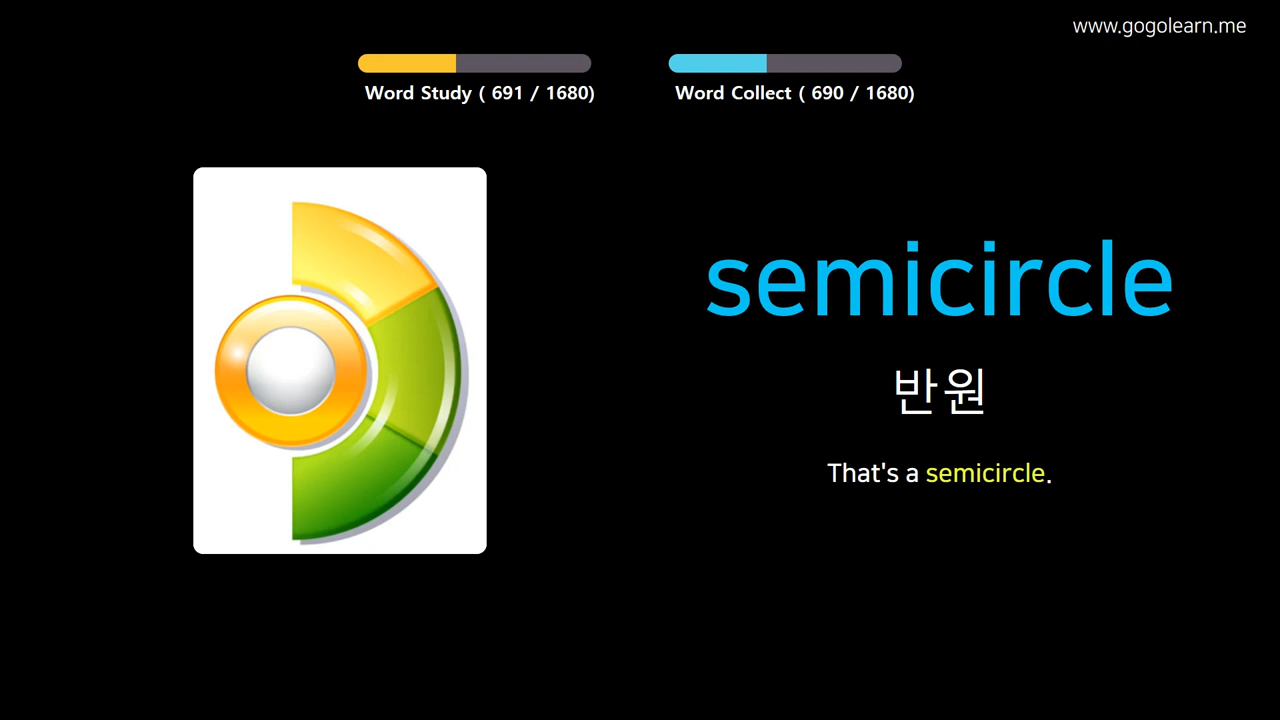 www.gogolearn.me
Word Study ( 691 / 1680)
Word Collect ( 690 / 1680)
semicircle
반원
That's a semicircle.